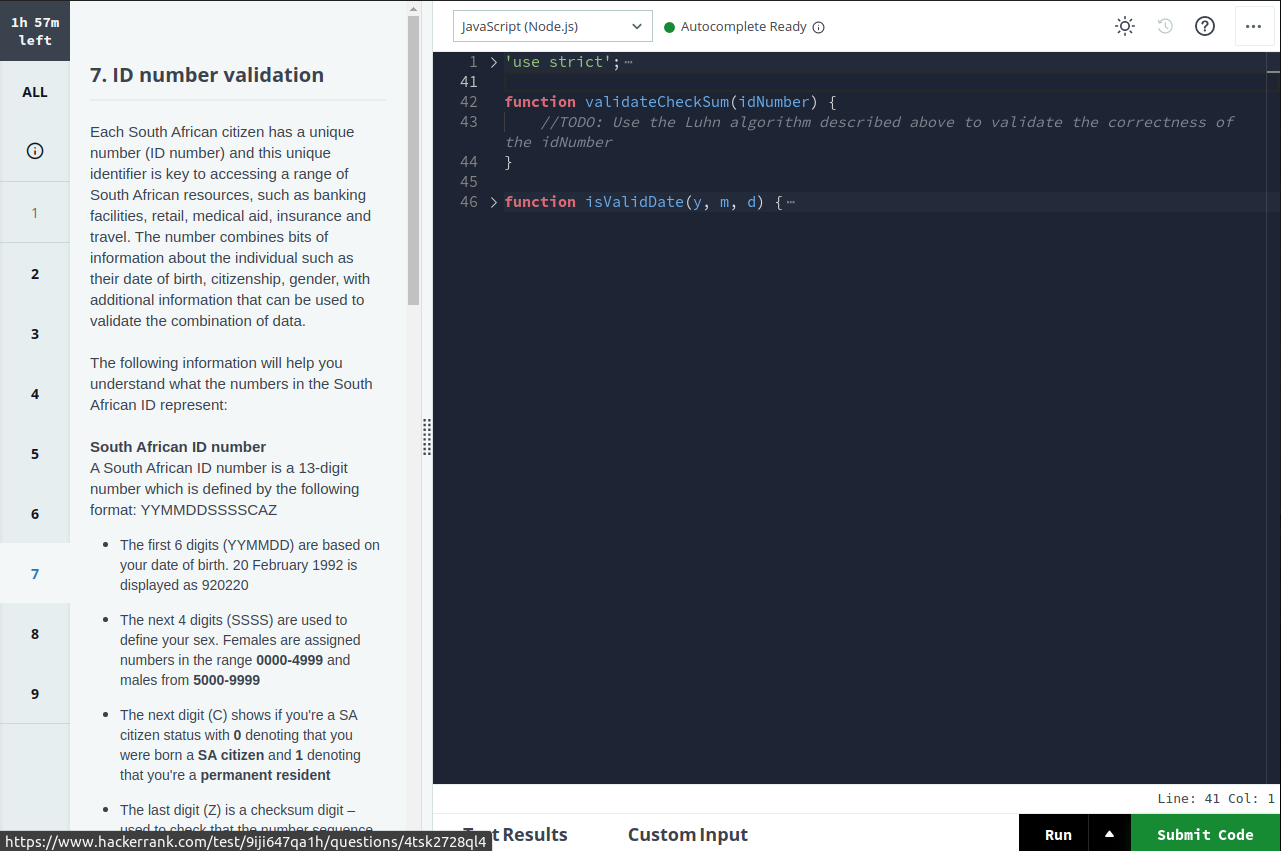 1h 57m
left
ALL
1
2
3
4
5
6
7
8
9
7. ID number validation
Each South African citizen has a unique
number (ID number) and this unique
identifier is key to accessing a range of
South African resources, such as banking
facilities, retail, medical aid, insurance and
travel. The number combines bits of
information about the individual such as
their date of birth, citizenship, gender, with
additional information that can be used to
validate the combination of data.
The following information will help you
understand what the numbers in the South
African ID represent:
South African ID number
A South African ID number is a 13-digit
number which is defined by the following
format: YYMMDDSSSSCAZ
• The first 6 digits (YYMMDD) are based on
your date of birth. 20 February 1992 is
displayed as 920220
• The next 4 digits (SSSS) are used to
define your sex. Females are assigned
numbers in the range 0000-4999 and
males from 5000-9999
• The next digit (C) shows if you're a SA
citizen status with 0 denoting that you
were born a SA citizen and 1 denoting
that you're a permanent resident
• The last digit (Z) is a checksum digit –
used to check that the number sequence
https://www.hackerrank.com/test/9iji647qa1h/questions/4tsk2728ql4
JavaScript (Node.js)
Autocomplete Ready
1 'use strict';
41
42 function validateCheckSum(idNumber) {
43 //TODO: Use the Luhn algorithm described above to validate the correctness of
the idNumber
44 }
45
46 function isValidDate(y, m, d) {
Line: 41 Col: 1
Results
Custom Input
Run
Submit Code